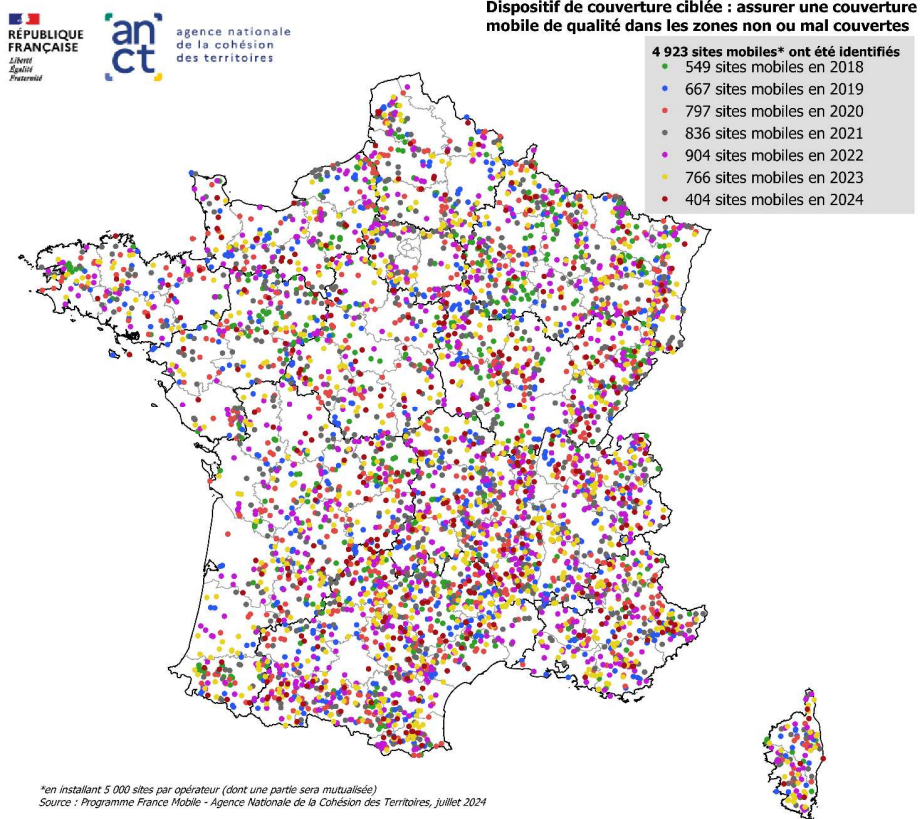 RÉPUBLIQUE
FRANÇAISE
Liberté
Égalité
Fraternité
an
ct
agence nationale
de la cohésion
des territoires
Dispositif de couverture ciblée : assurer une couverture
mobile de qualité dans les zones non ou mal couvertes
4 923 sites mobiles* ont été identifiés
549 sites mobiles en 2018
667 sites mobiles en 2019
797 sites mobiles en 2020
836 sites mobiles en 2021
904 sites mobiles en 2022
766 sites mobiles en 2023
404 sites mobiles en 2024
*en installant 5 000 sites par opérateur (dont une partie sera mutualisée)
Source : Programme France Mobile - Agence Nationale de la Cohésion des Territoires, juillet 2024